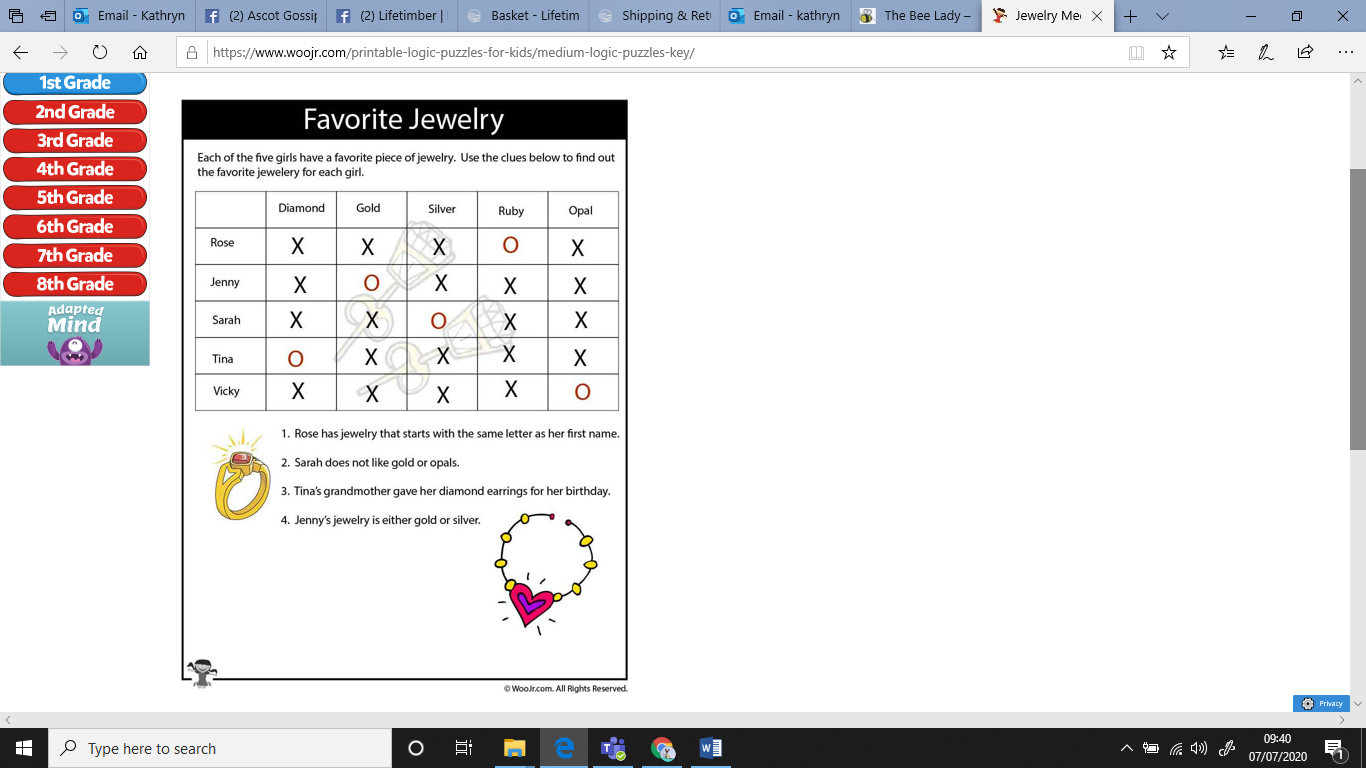 Email - Kathryn
(2) Ascot Gossip
(2) Lifetimber |
Basket - Lifetim
Shipping & Ret
Email - kathryn
The Bee Lady –
Jewelry Med
https://www.woojr.com/printable-logic-puzzles-for-kids/medium-logic-puzzles-key/
1st Grade
2nd Grade
3rd Grade
4th Grade
5th Grade
6th Grade
7th Grade
8th Grade
Adapted
Mind
Favorite Jewelry
Each of the five girls have a favorite piece of jewelry. Use the clues below to find out
the favorite jewelery for each girl.
Diamond Gold Silver Ruby Opal
Rose X X X O X
Jenny X O X X X
Sarah X X O X X
Tina O X X X X
Vicky X X X X O
1. Rose has jewelry that starts with the same letter as her first name.
2. Sarah does not like gold or opals.
3. Tina's grandmother gave her diamond earrings for her birthday.
4. Jenny's jewelry is either gold or silver.
© WooJr.com. All Rights Reserved.
Privacy
Type here to search
09:40
07/07/2020
1